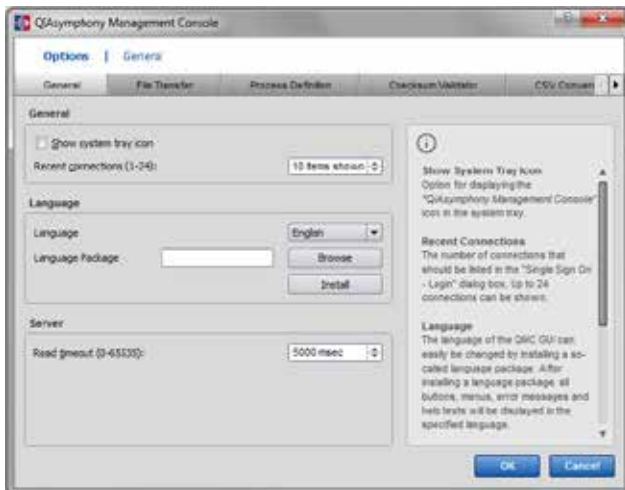 QIAsymphony Management Console
Options | General
General
File Transfer
Process Definition
Checksum Validator
CSV Conver
General
Show system tray icon
Recent connections (1-24):
10 items shown
Language
Language
English
Language Package
Browse
Install
Server
Read timeout (0-65535):
5000 msec
Show System Tray Icon
Option for displaying the
"QIAsymphony Management Console"
icon in the system tray.
Recent Connections
The number of connections that
should be listed in the "Single Sign On
- Login" dialog box. Up to 24
connections can be shown.
Language
The language of the QMC GUI can
easily be changed by installing a so-
called language package. After
installing a language package all
buttons, menus, error messages and
help texts will be displayed in the
specified language.
OK
Cancel